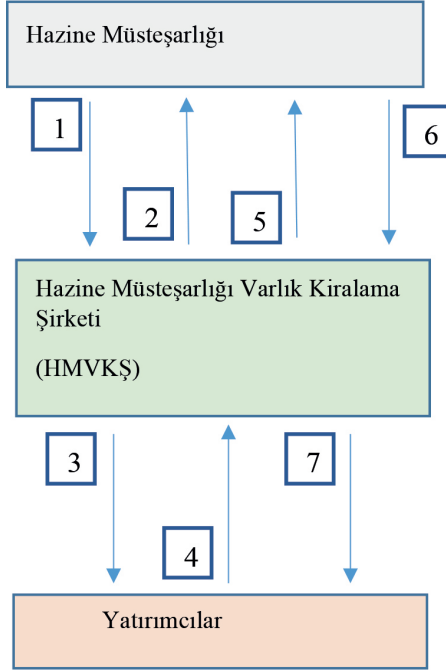 Hazine Müsteşarlığı
1
6
2
5
Hazine Müsteşarlığı Varlık Kiralama
Şirketi
(HMVKŞ)
3
7
4
Yatırımcılar